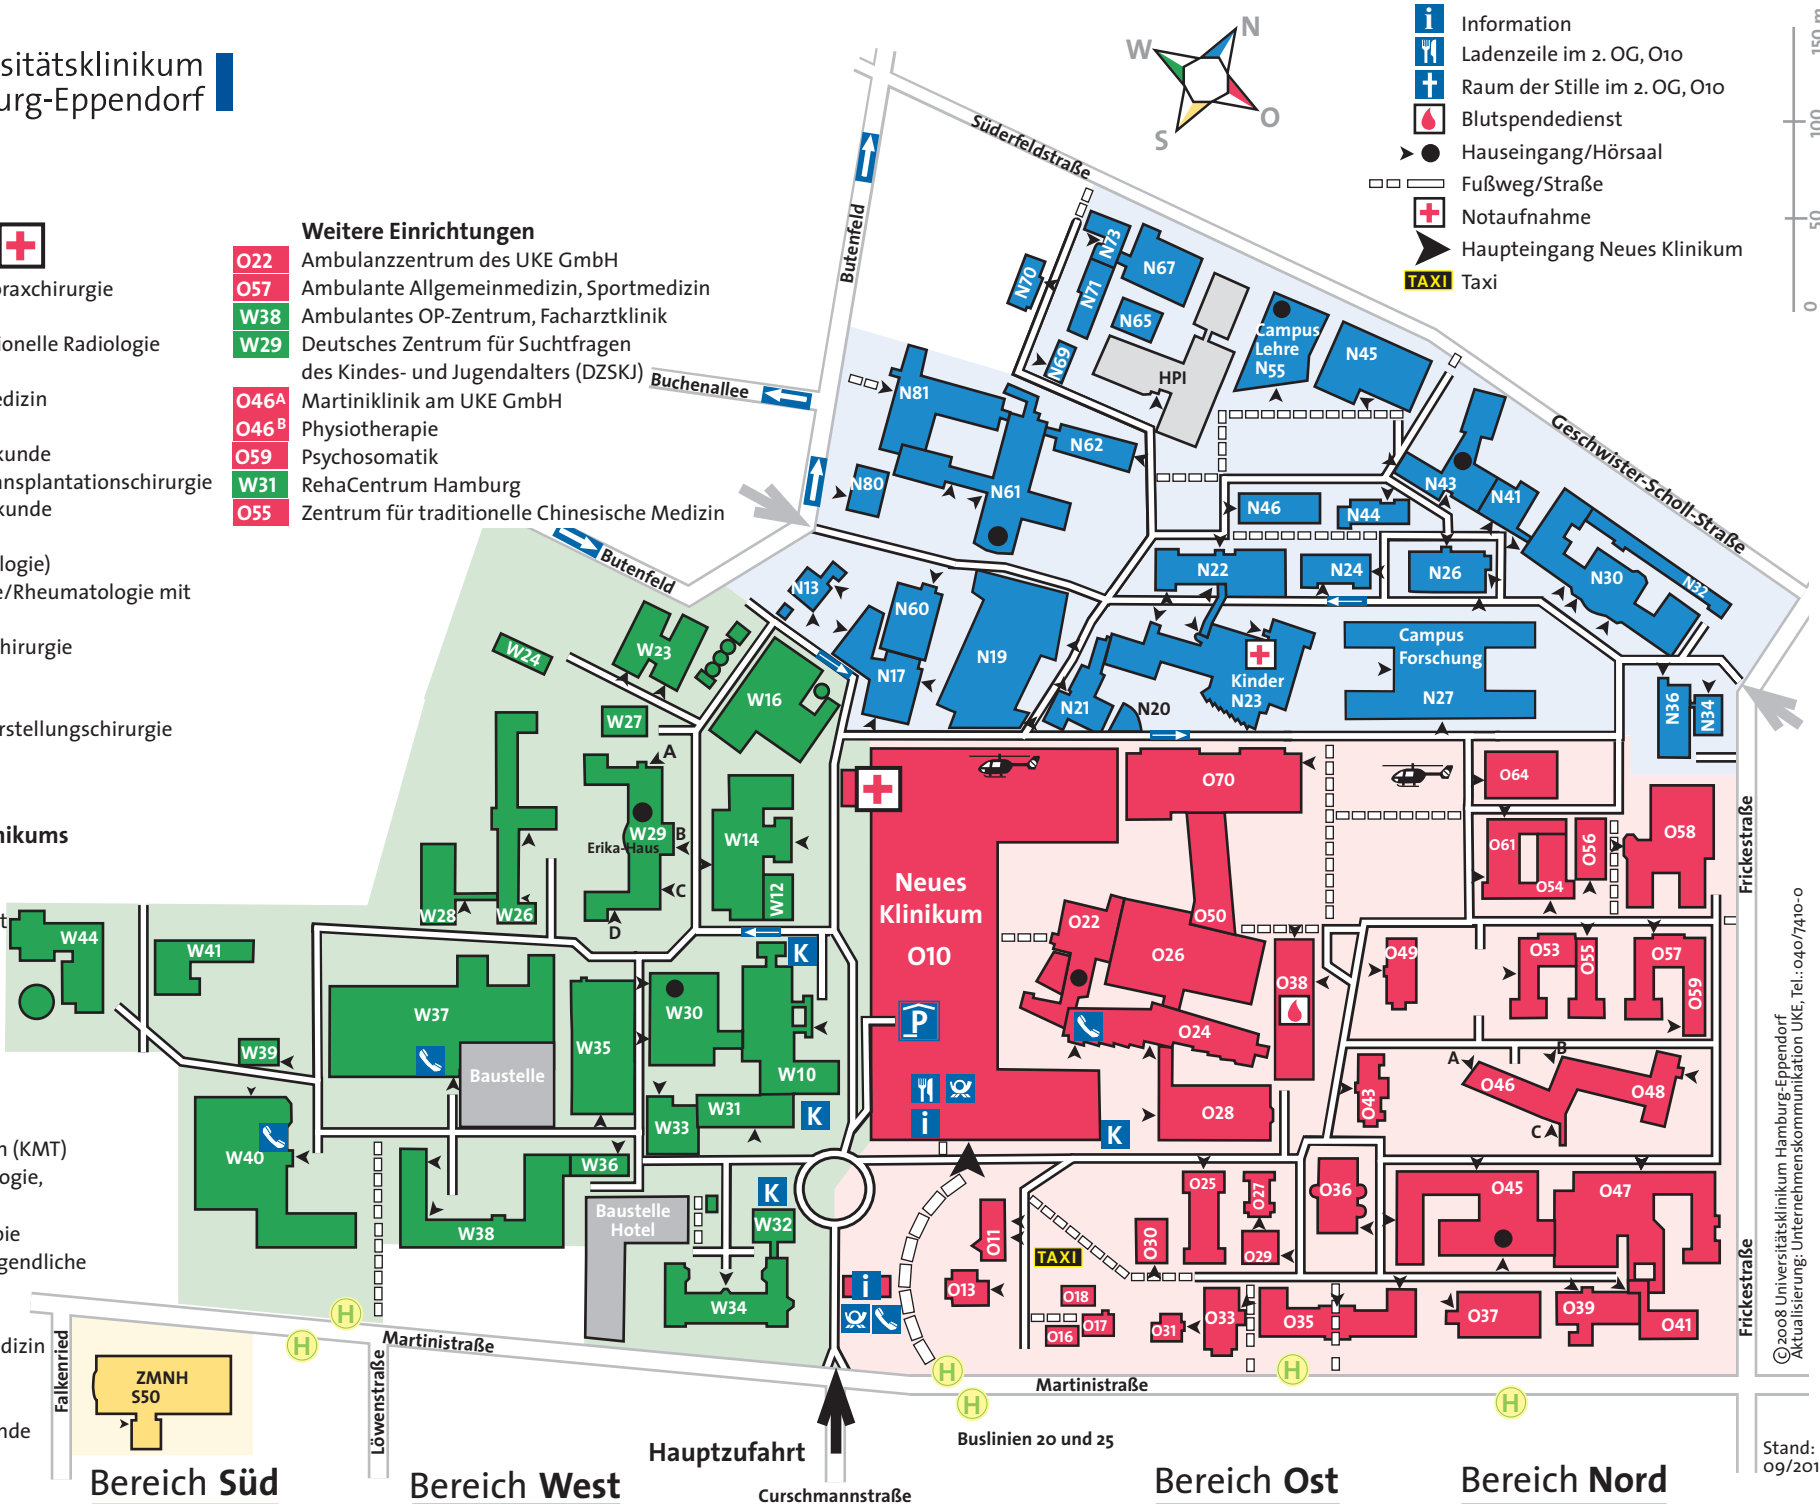 sitätsklinikum
urg-Eppendorf
Weitere Einrichtungen
O22 Ambulanzzentrum des UKE GmbH
O57 Ambulante Allgemeinmedizin, Sportmedizin
W38 Ambulantes OP-Zentrum, Facharztklinik
W29 Deutsches Zentrum für Suchtfragen
des Kindes- und Jugendalters (DZSKJ)
O46A Martiniklinik am UKE GmbH
O46B Physiotherapie
O59 Psychosomatik
W31 RehaCentrum Hamburg
O55 Zentrum für traditionelle Chinesische Medizin
oraxchirurgie
ionelle Radiologie
edizin
kunde
ansplantationschirurgie
kunde
logie)
e/Rheumatologie mit
hirurgie
rstellungschirurgie
nikums
t
n (KMT)
ogie,
pie
gendliche
dizin
nde
N
W
O
S
i Information
Ladenzeile im 2. OG, O10
Raum der Stille im 2. OG, O10
Blutspendedienst
Hauseingang/Hörsaal
Fußweg/Straße
Notaufnahme
Haupteingang Neues Klinikum
TAXI Taxi
150 m
100
50
0
Süderfeldstraße
Butenfeld
Buchenallee
Butenfeld
Geschwister-Scholl-Straße
N73
N67
N70
N71
N65
N69
HPI
Campus
Lehre
N55
N45
N81
N62
N80
N61
N43
N41
N46
N44
N22
N24
N26
N30
N32
N13
N60
N19
N17
N21
N20
Kinder
N23
Campus
Forschung
N27
N36
N34
W24
W23
W16
W27
A
W29
Erika-Haus
B
C
D
W14
W12
W28
W26
W44
W41
W37
W39
Baustelle
W35
W30
W10
K
W31
K
W33
W40
W36
W38
Baustelle
Hotel
K
W32
W34
Neues
Klinikum
O10
P
i
K
O70
O64
O61
O54
O56
O58
O50
O22
O26
O38
O24
O28
O49
O53
O55
O57
O59
O43
A
B
O46
O48
C
O25
O27
O36
O45
O47
O11
O30
O29
TAXI
O13
O18
O17
O16
O31
O33
O35
O37
O39
O41
i
H
H
H
H
H
H
Frickestraße
Frickestraße
Martinistraße
Martinistraße
Falkenried
Löwenstraße
ZMNH
S50
Hauptzufahrt
Curschmannstraße
Buslinien 20 und 25
Bereich Süd
Bereich West
Bereich Ost
Bereich Nord
© 2008 Universitätsklinikum Hamburg-Eppendorf
Aktualisierung: Unternehmenskommunikation UKE, Tel.: 040/7410-0
Stand:
09/201